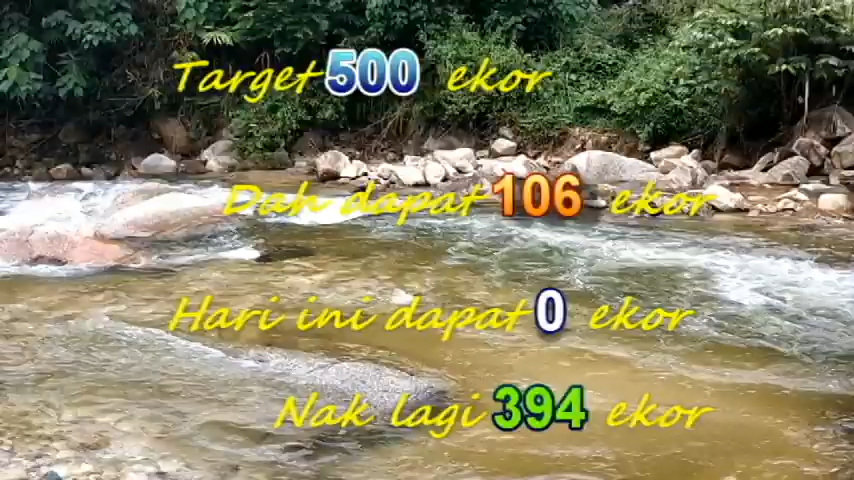 Target 500 ekor
Dah dapat 106 ekor
Hari ini dapat 0 ekor
Nak lagi 394 ekor